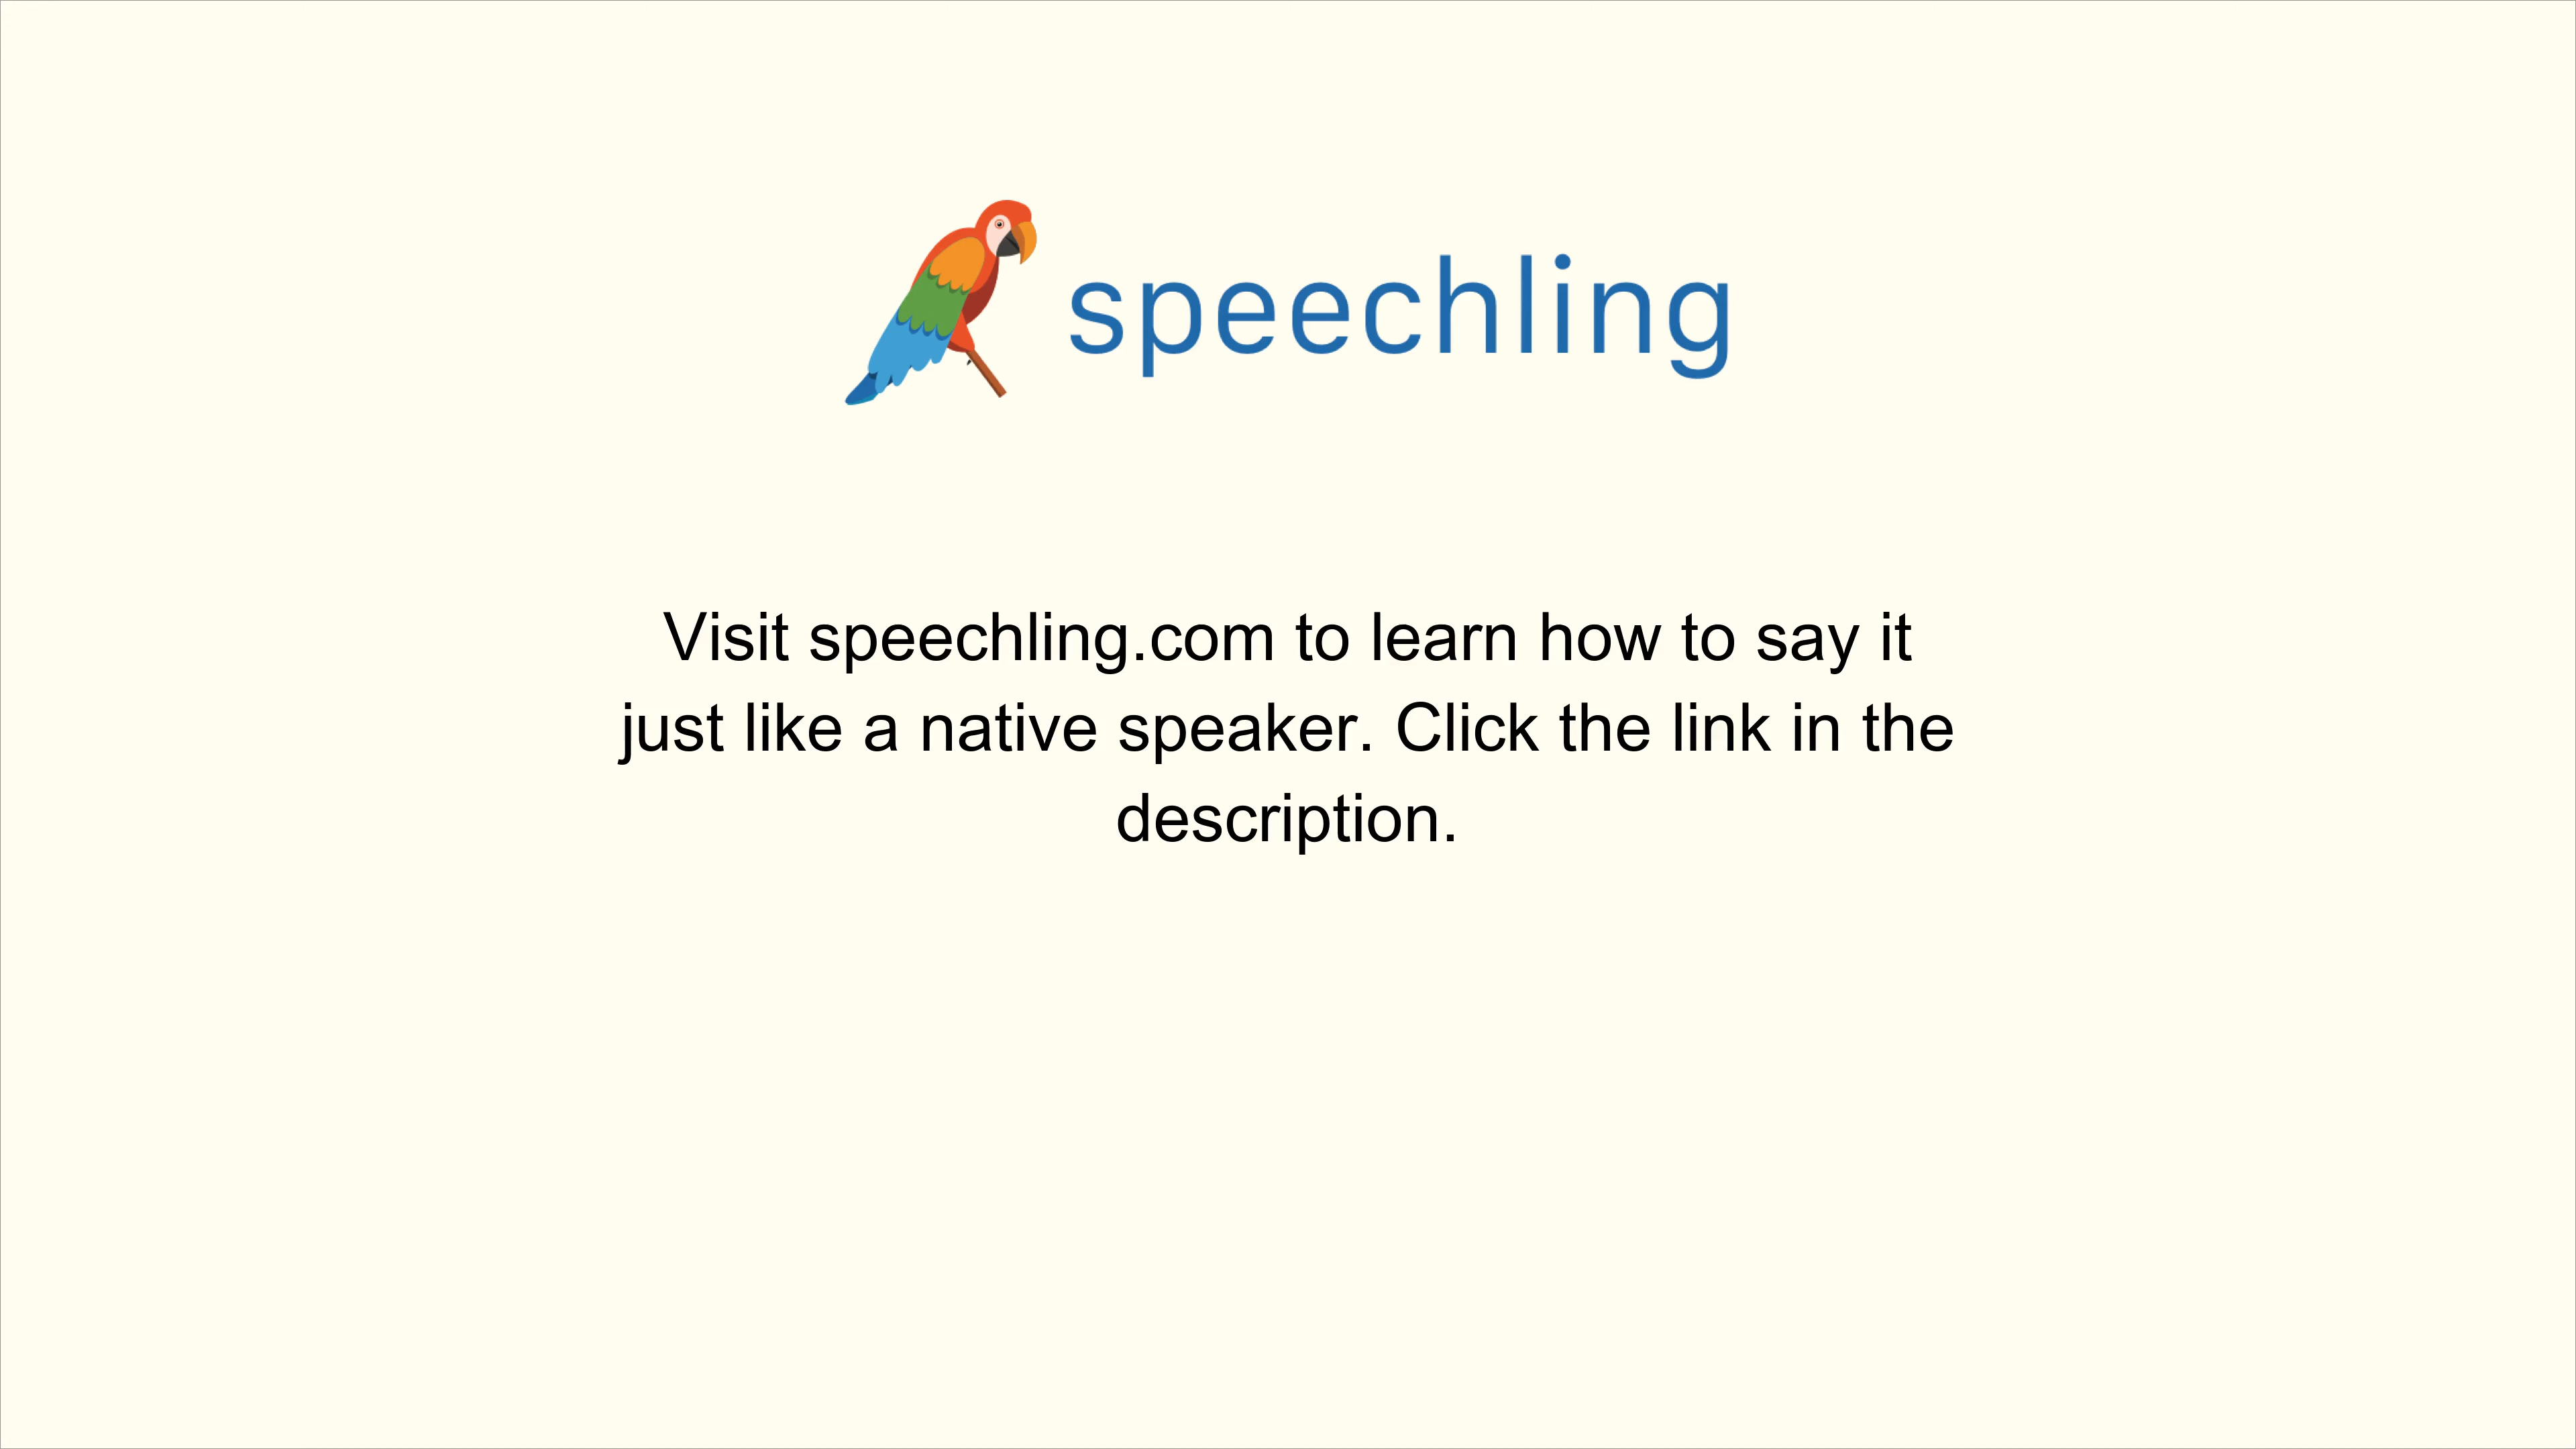 speechling
Visit speechling.com to learn how to say it
just like a native speaker. Click the link in the
description.